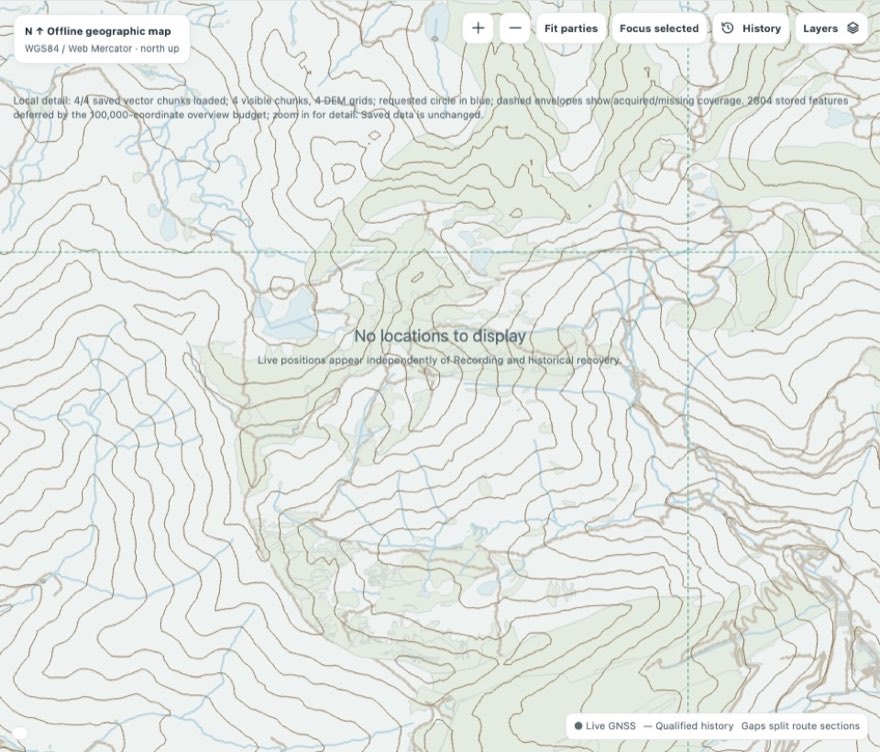 N ↑ Offline geographic map
WGS84 / Web Mercator · north up
+
−
Fit parties
Focus selected
History
Layers
Local detail: 4/4 saved vector chunks loaded; 4 visible chunks, 4 DEM grids; requested circle in blue; dashed envelopes show acquired/missing coverage. 2804 stored features
deferred by the 100,000-coordinate overview budget; zoom in for detail. Saved data is unchanged.
No locations to display
Live positions appear independently of Recording and historical recovery.
● Live GNSS — Qualified history Gaps split route sections